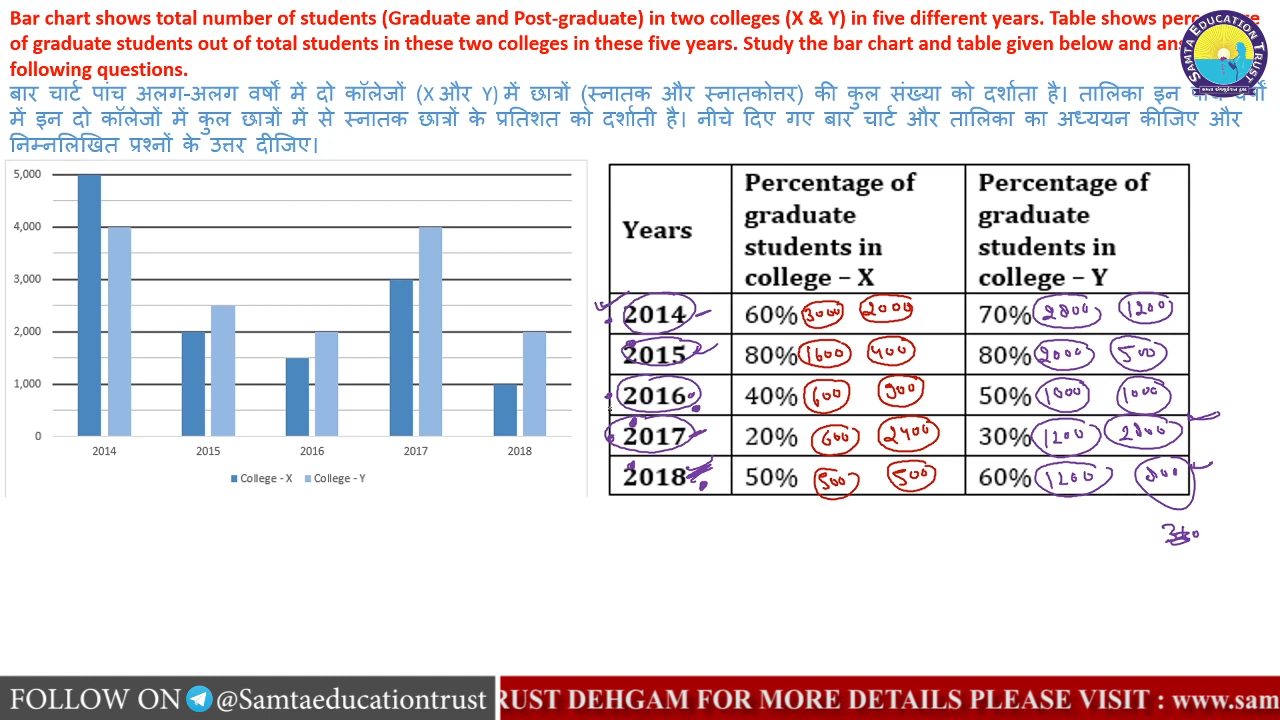 Bar chart shows total number of students (Graduate and Post-graduate) in two colleges (X & Y) in five different years. Table shows
of graduate students out of total students in these two colleges in these five years. Study the bar chart and table given below and
following questions.
बार चार्ट पांच अलग-अलग वर्षों में दो कॉलेजों (X और Y) में छात्रों (स्नातक और स्नातकोत्तर) की कुल संख्या को दर्शाता है। तालिका इन
में इन दो कॉलेजों में कुल छात्रों में से स्नातक छात्रों के प्रतिशत को दर्शाती है। नीचे दिए गए बार चार्ट और तालिका का अध्ययन कीजिए और
निम्नलिखित प्रश्नों के उत्तर दीजिए।
SAMTA EDUCATION TRUST
5,000
4,000
3,000
2,000
1,000
0
2014 2015 2016 2017 2018
College - X College - Y
Years Percentage of graduate students in college – X Percentage of graduate students in college – Y
2014 60% 3000 2000 70% 2800 1200
2015 80% 1600 400 80% 2000 500
2016 40% 600 900 50% 1000 1000
2017 20% 600 2400 30% 1200 2800
2018 50% 500 500 60% 1200 800
FOLLOW ON @Samtaeducationtrust
RUST DEHGAM FOR MORE DETAILS PLEASE VISIT : www.sam